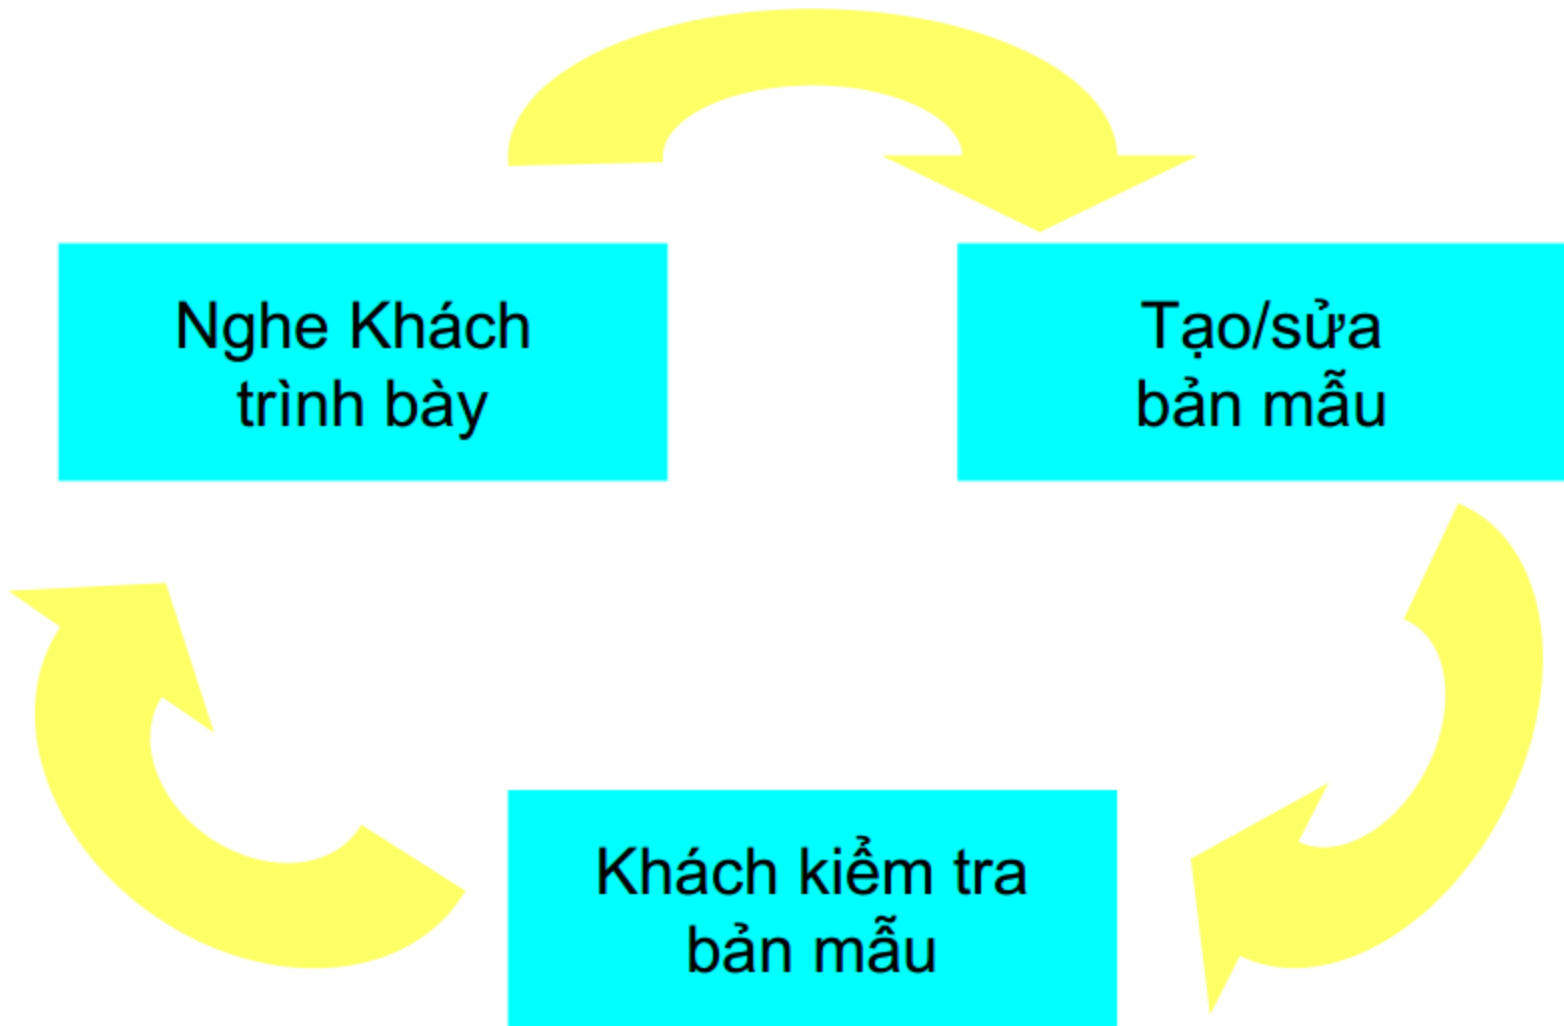 Nghe Khách
trình bày
Tạo/sửa
bản mẫu
Khách kiểm tra
bản mẫu